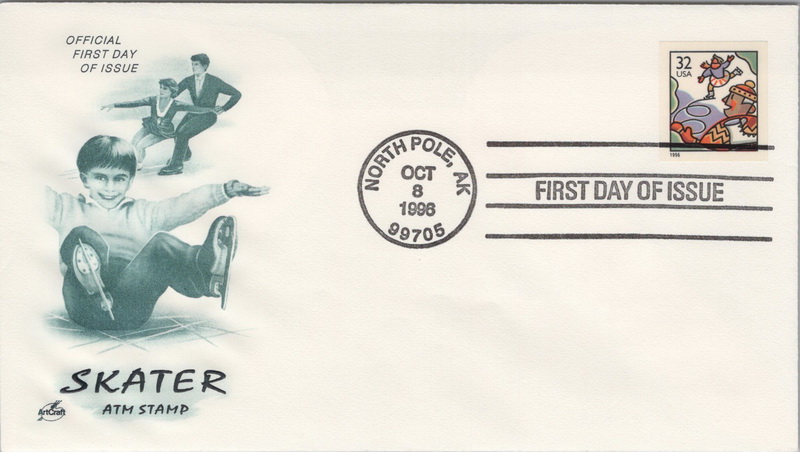 OFFICIAL
FIRST DAY
OF ISSUE
32
USA
1996
NORTH POLE, AK
OCT
8
1996
99705
FIRST DAY OF ISSUE
SKATER
ATM STAMP
ArtCraft